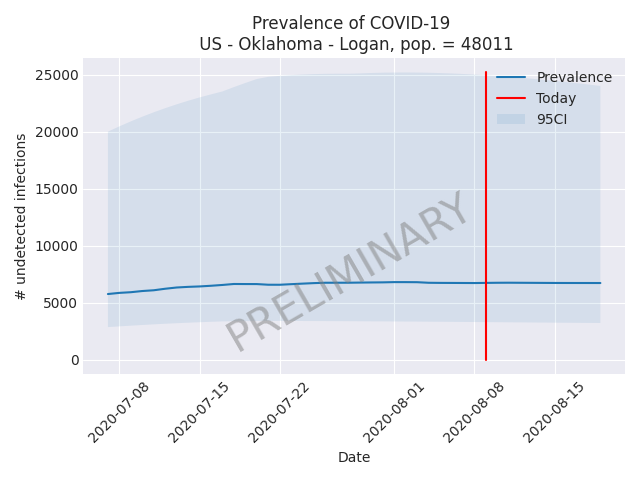 Prevalence of COVID-19
US - Oklahoma - Logan, pop. = 48011
25000
20000
15000
10000
5000
0
# undetected infections
Prevalence
Today
95CI
PRELIMINARY
2020-07-08
2020-07-15
2020-07-22
2020-08-01
2020-08-08
2020-08-15
Date